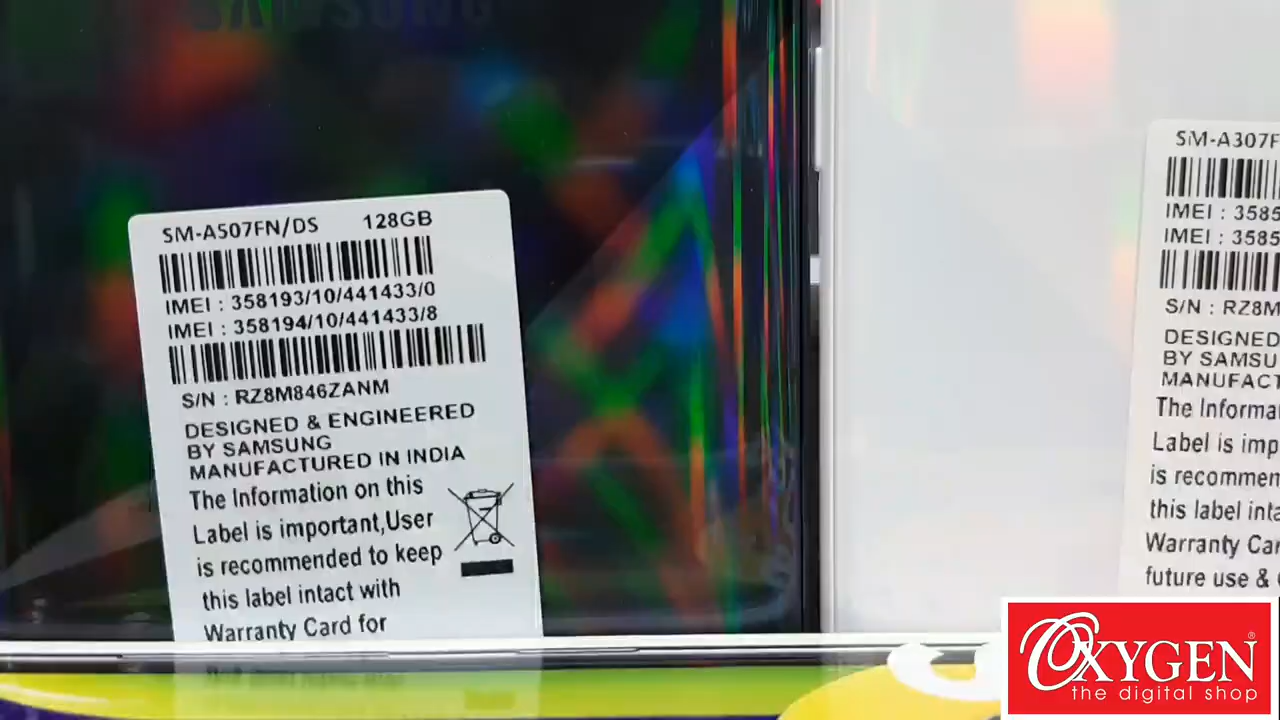 SAMSUNG
SM-A507FN/DS 128GB
IMEI : 358193/10/441433/0
IMEI : 358194/10/441433/8
S/N : RZ8M846ZANM
DESIGNED & ENGINEERED
BY SAMSUNG
MANUFACTURED IN INDIA
The Information on this
Label is important,User
is recommended to keep
this label intact with
Warranty Card for
SM-A307F
IMEI : 3585
IMEI : 3585
S/N : RZ8M
DESIGNED
BY SAMSU
MANUFACT
The Informa
Label is imp
is recommen
this label inta
Warranty Car
future use &
OXYGEN®
the digital shop